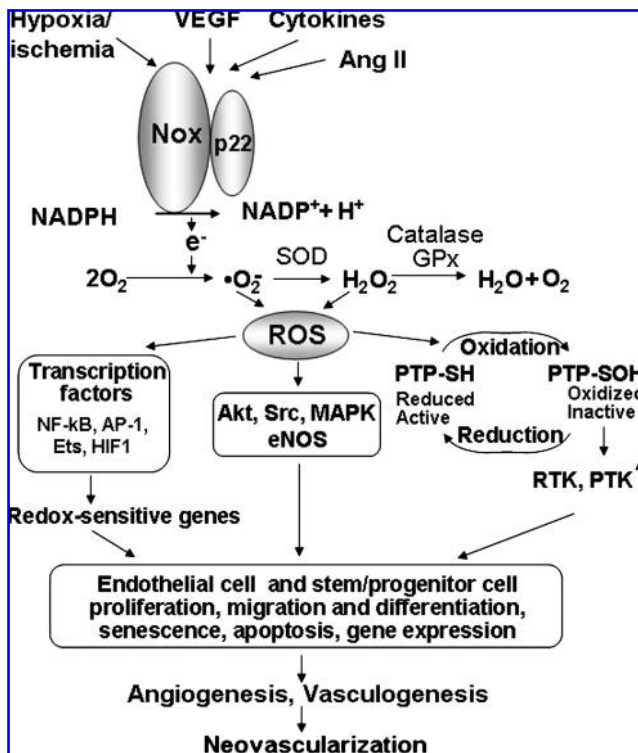 Hypoxia/
ischemia
VEGF
Cytokines
Ang II
Nox
p22
NADPH
NADP⁺+ H⁺
e⁻
2O₂
•O₂⁻
SOD
H₂O₂
Catalase
GPx
H₂O+O₂
ROS
Transcription
factors
NF-kB, AP-1,
Ets, HIF1
Redox-sensitive genes
Akt, Src, MAPK
eNOS
Oxidation
PTP-SH
Reduced
Active
PTP-SOH
Oxidized
Inactive
Reduction
RTK, PTK
Endothelial cell and stem/progenitor cell
proliferation, migration and differentiation,
senescence, apoptosis, gene expression
Angiogenesis, Vasculogenesis
Neovascularization